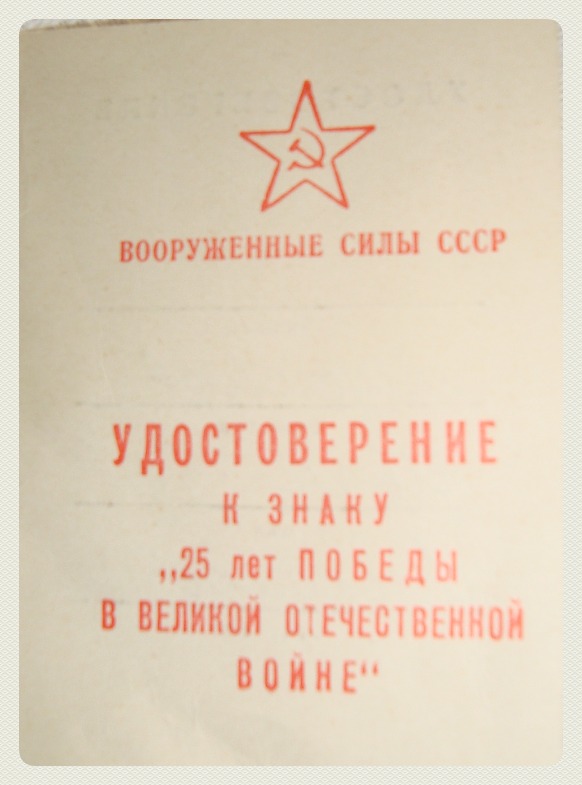 ВООРУЖЕННЫЕ СИЛЫ СССР
УДОСТОВЕРЕНИЕ
К ЗНАКУ
„25 лет ПОБЕДЫ
В ВЕЛИКОЙ ОТЕЧЕСТВЕННОЙ
ВОЙНЕ“